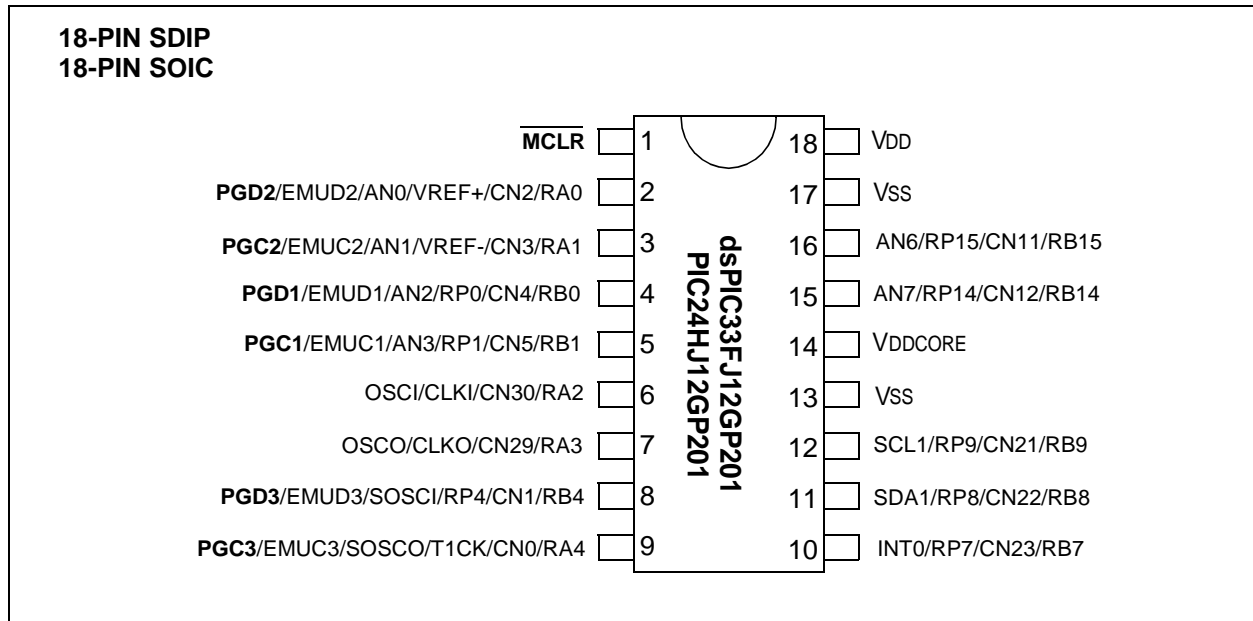 18-PIN SDIP
18-PIN SOIC
MCLR 1
PGD2/EMUD2/AN0/VREF+/CN2/RA0 2
PGC2/EMUC2/AN1/VREF-/CN3/RA1 3
PGD1/EMUD1/AN2/RP0/CN4/RB0 4
PGC1/EMUC1/AN3/RP1/CN5/RB1 5
OSCI/CLKI/CN30/RA2 6
OSCO/CLKO/CN29/RA3 7
PGD3/EMUD3/SOSCI/RP4/CN1/RB4 8
PGC3/EMUC3/SOSCO/T1CK/CN0/RA4 9
dsPIC33FJ12GP201
PIC24HJ12GP201
18 VDD
17 VSS
16 AN6/RP15/CN11/RB15
15 AN7/RP14/CN12/RB14
14 VDDCORE
13 VSS
12 SCL1/RP9/CN21/RB9
11 SDA1/RP8/CN22/RB8
10 INT0/RP7/CN23/RB7